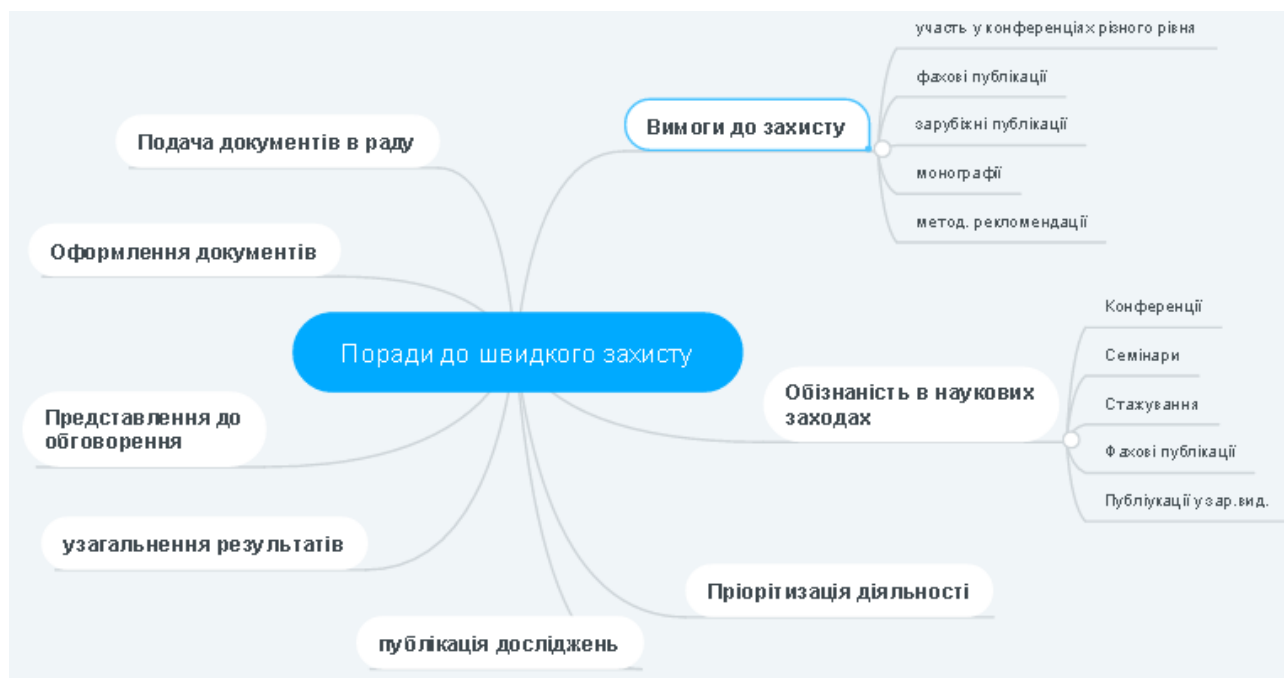 участь у конференціях різного рівня
фахові публікації
Вимоги до захисту
зарубіжні публікації
Подача документів в раду
монографії
метод. рекломендації
Оформлення документів
Конференції
Поради до швидкого захисту
Семінари
Обізнаність в наукових
заходах
Стажування
Представлення до
обговорення
Фахові публікації
Публіукації у зар.вид.
узагальнення результатів
Пріорітизація діяльності
публікація досліджень